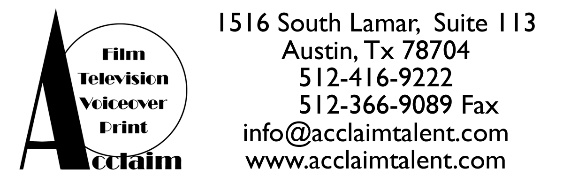 Film
Television
Voiceover
Print
Acclaim
1516 South Lamar, Suite 113
Austin, Tx 78704
512-416-9222
512-366-9089 Fax
info@acclaimtalent.com
www.acclaimtalent.com